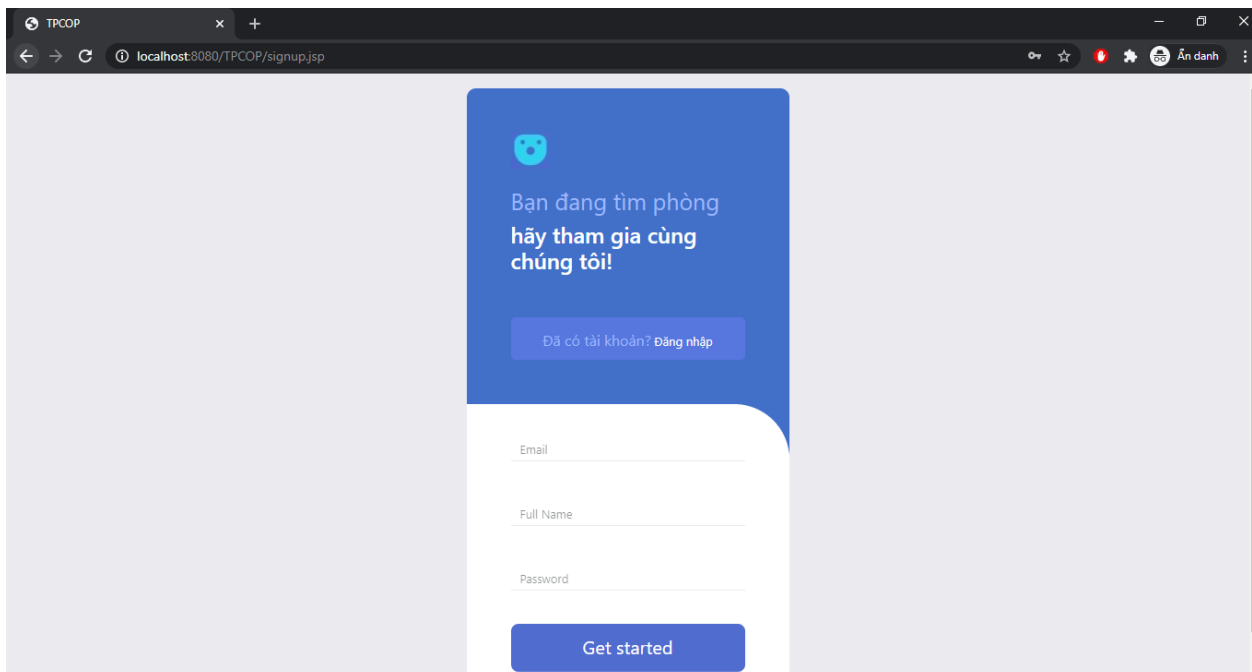 TPCOP
localhost:8080/TPCOP/signup.jsp
Ẩn danh
Bạn đang tìm phòng
hãy tham gia cùng
chúng tôi!
Đã có tài khoản? Đăng nhập
Email
Full Name
Password
Get started